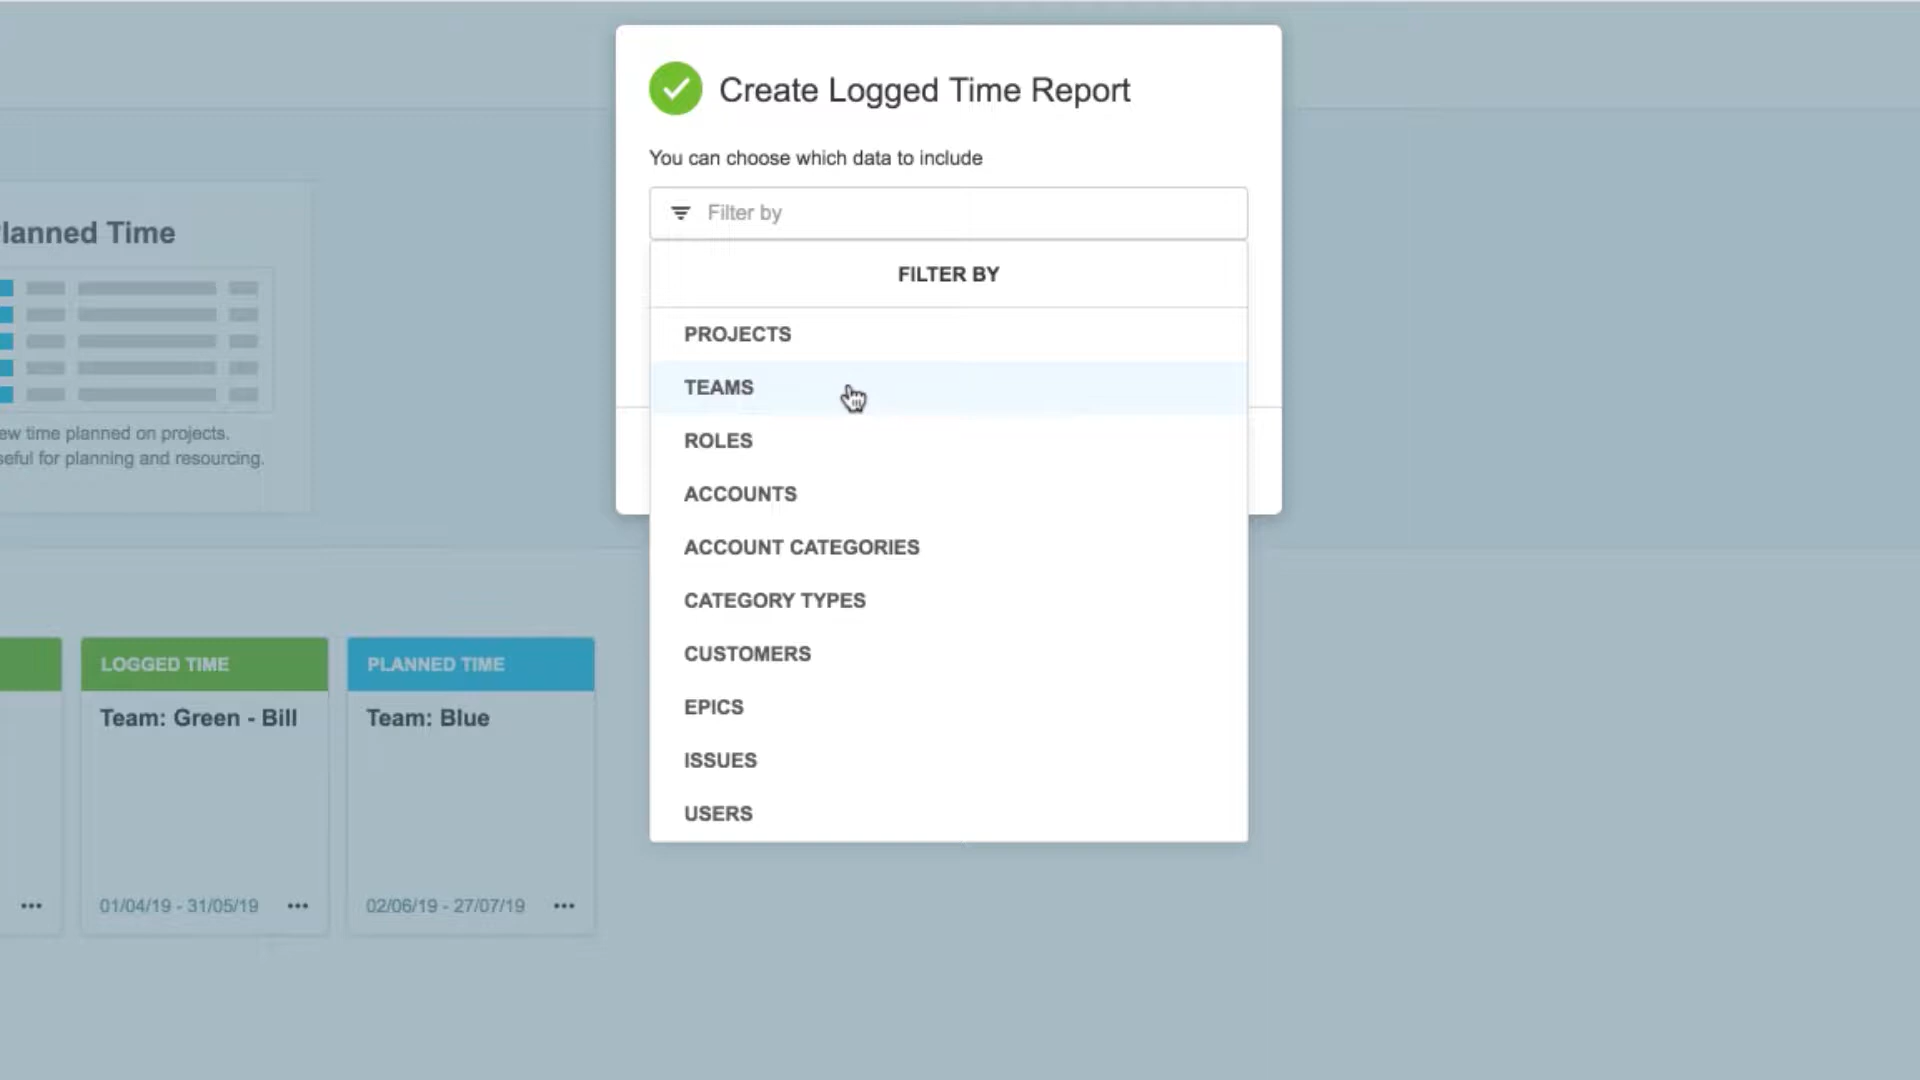 Create Logged Time Report
You can choose which data to include
Filter by
FILTER BY
PROJECTS
TEAMS
ROLES
ACCOUNTS
ACCOUNT CATEGORIES
CATEGORY TYPES
CUSTOMERS
EPICS
ISSUES
USERS
lanned Time
ew time planned on projects.
seful for planning and resourcing.
LOGGED TIME
Team: Green - Bill
01/04/19 - 31/05/19
PLANNED TIME
Team: Blue
02/06/19 - 27/07/19